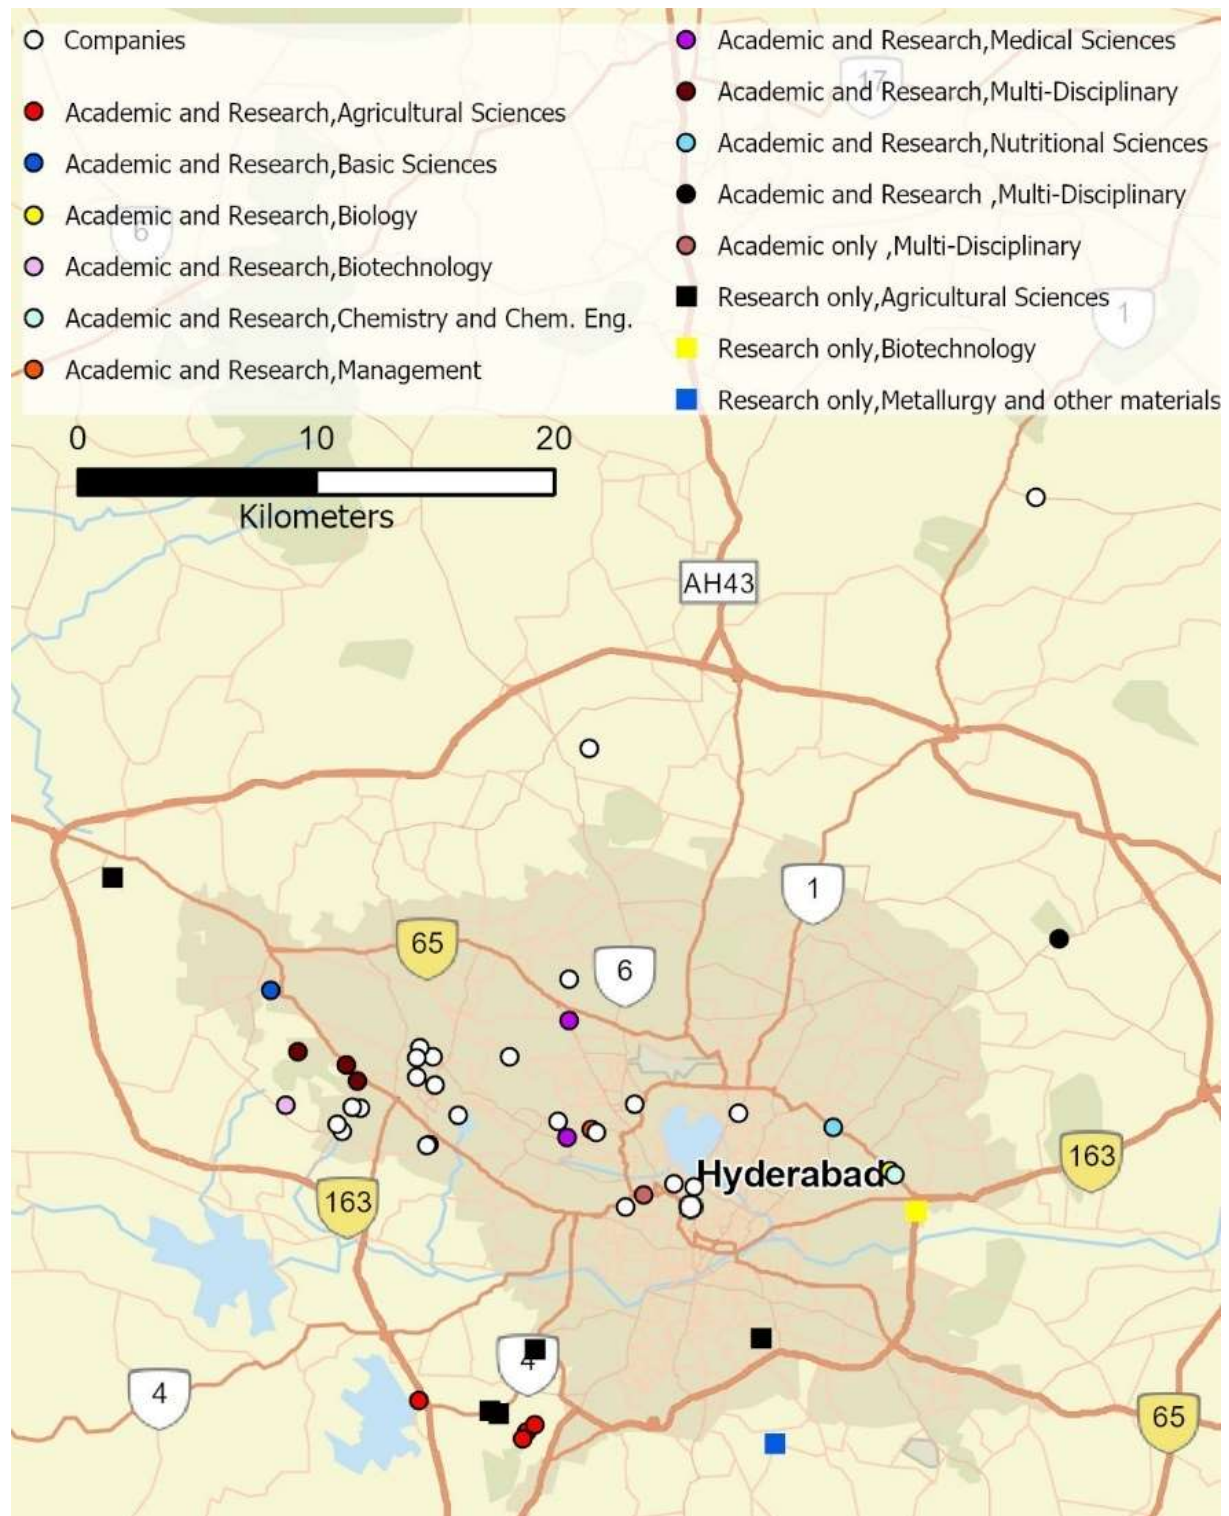 Companies
Academic and Research,Agricultural Sciences
Academic and Research,Basic Sciences
Academic and Research,Biology
Academic and Research,Biotechnology
Academic and Research,Chemistry and Chem. Eng.
Academic and Research,Management
Academic and Research,Medical Sciences
Academic and Research,Multi-Disciplinary
Academic and Research,Nutritional Sciences
Academic and Research ,Multi-Disciplinary
Academic only ,Multi-Disciplinary
Research only,Agricultural Sciences
Research only,Biotechnology
Research only,Metallurgy and other materials
17
6
1
0 10 20
Kilometers
AH43
1
65
6
Hyderabad
163
163
4
4
65